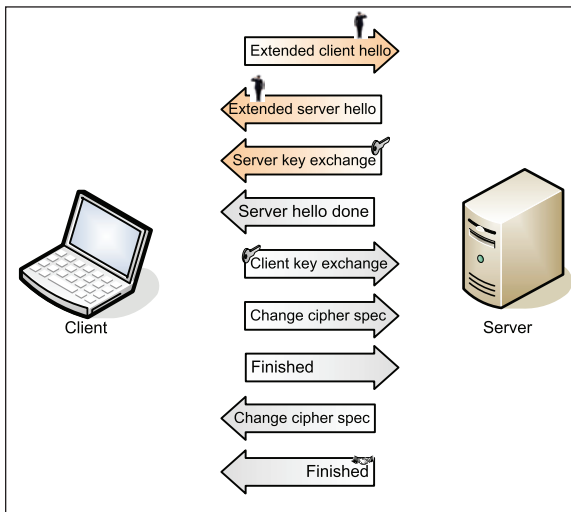 Extended client hello
Extended server hello
Server key exchange
Server hello done
Client key exchange
Change cipher spec
Finished
Change cipher spec
Finished
Client
Server